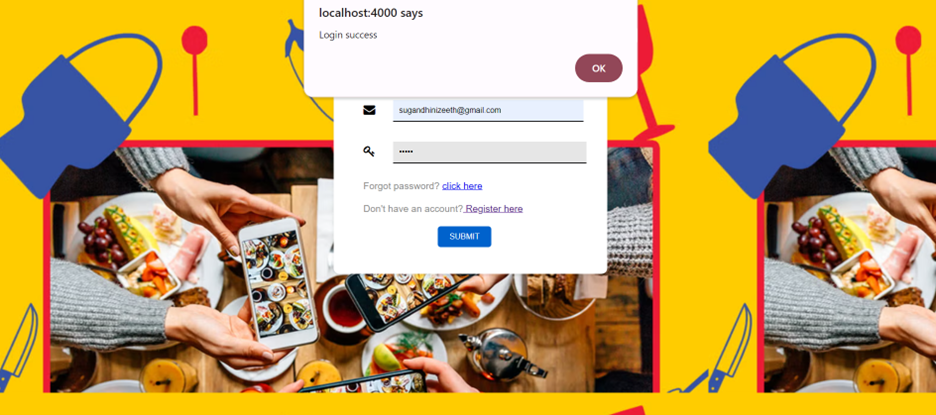 localhost:4000 says
Login success
OK
sugandhinizeeth@gmail.com
•••••
Forgot password? click here
Don't have an account? Register here
SUBMIT